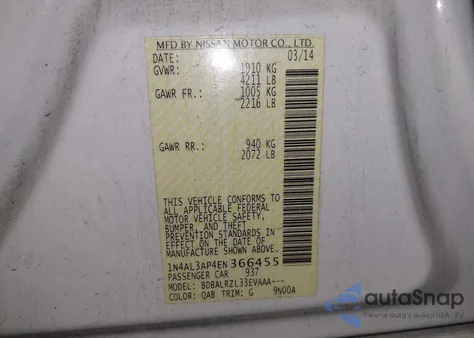 MFD BY NISSAN MOTOR CO., LTD.
DATE: 03/14
GVWR: 1910 KG
4211 LB
GAWR FR.: 1005 KG
2216 LB
GAWR RR.: 940 KG
2072 LB
THIS VEHICLE CONFORMS TO
ALL APPLICABLE FEDERAL
MOTOR VEHICLE SAFETY,
BUMPER, AND THEFT
PREVENTION STANDARDS IN
EFFECT ON THE DATE OF
MANUFACTURE SHOWN ABOVE.
1N4AL3AP4EN366455
PASSENGER CAR 937
MODEL: BDBALRZL33EVAAA---
COLOR: QAB TRIM: G 9N00A
autaSnap